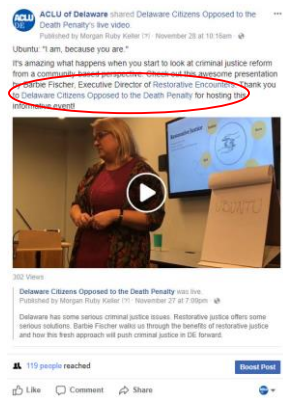 ACLU of Delaware shared Delaware Citizens Opposed to the
Death Penalty's live video.
Published by Morgan Ruby Keller [?] · November 28 at 10:16am ·
Ubuntu: "I am, because you are."
It's amazing what happens when you start to look at criminal justice reform
from a community based perspective. Check out this awesome presentation
by Barbie Fischer, Executive Director of Restorative Encounters. Thank you
to Delaware Citizens Opposed to the Death Penalty for hosting this
informative event!
Restorative Justice
UBUNTU
392 Views
Delaware Citizens Opposed to the Death Penalty was live.
Published by Morgan Ruby Keller [?] · November 27 at 7:09pm ·
Delaware has some serious criminal justice issues. Restorative justice offers some
serious solutions. Barbie Fischer walks us through the benefits of restorative justice
and how this fresh approach will push criminal justice in DE forward.
119 people reached
Boost Post
Like Comment Share